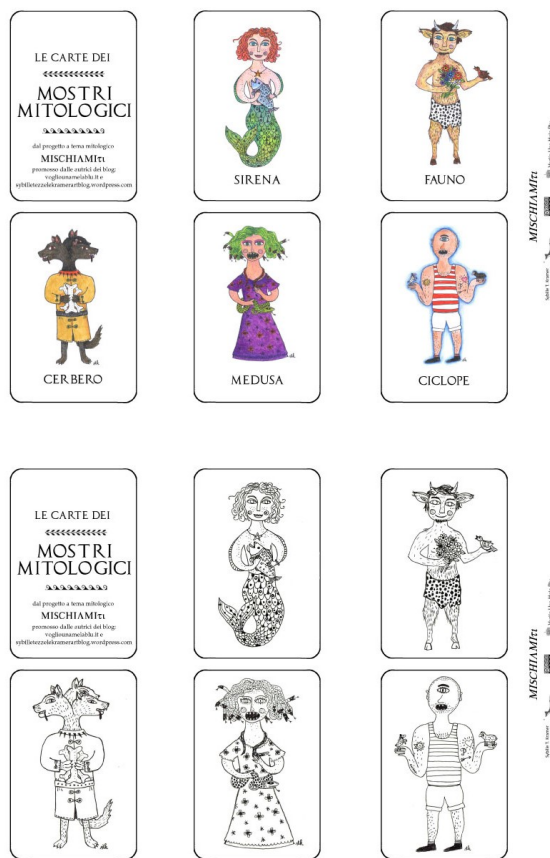 LE CARTE DEI
MOSTRI
MITOLOGICI
dal progetto a tema mitologico
MISCHIAMIti
promosso dalle autrici dei blog:
vogliounamelablu.it e
sybilletezzelekramerartblog.wordpress.com
SIRENA
FAUNO
CERBERO
MEDUSA
CICLOPE
MISCHIAMIti
LE CARTE DEI
MOSTRI
MITOLOGICI
dal progetto a tema mitologico
MISCHIAMIti
promosso dalle autrici del blog:
vogliounamelablu.it e
sybilletezzelekramerartblog.wordpress.com
MISCHIAMIti